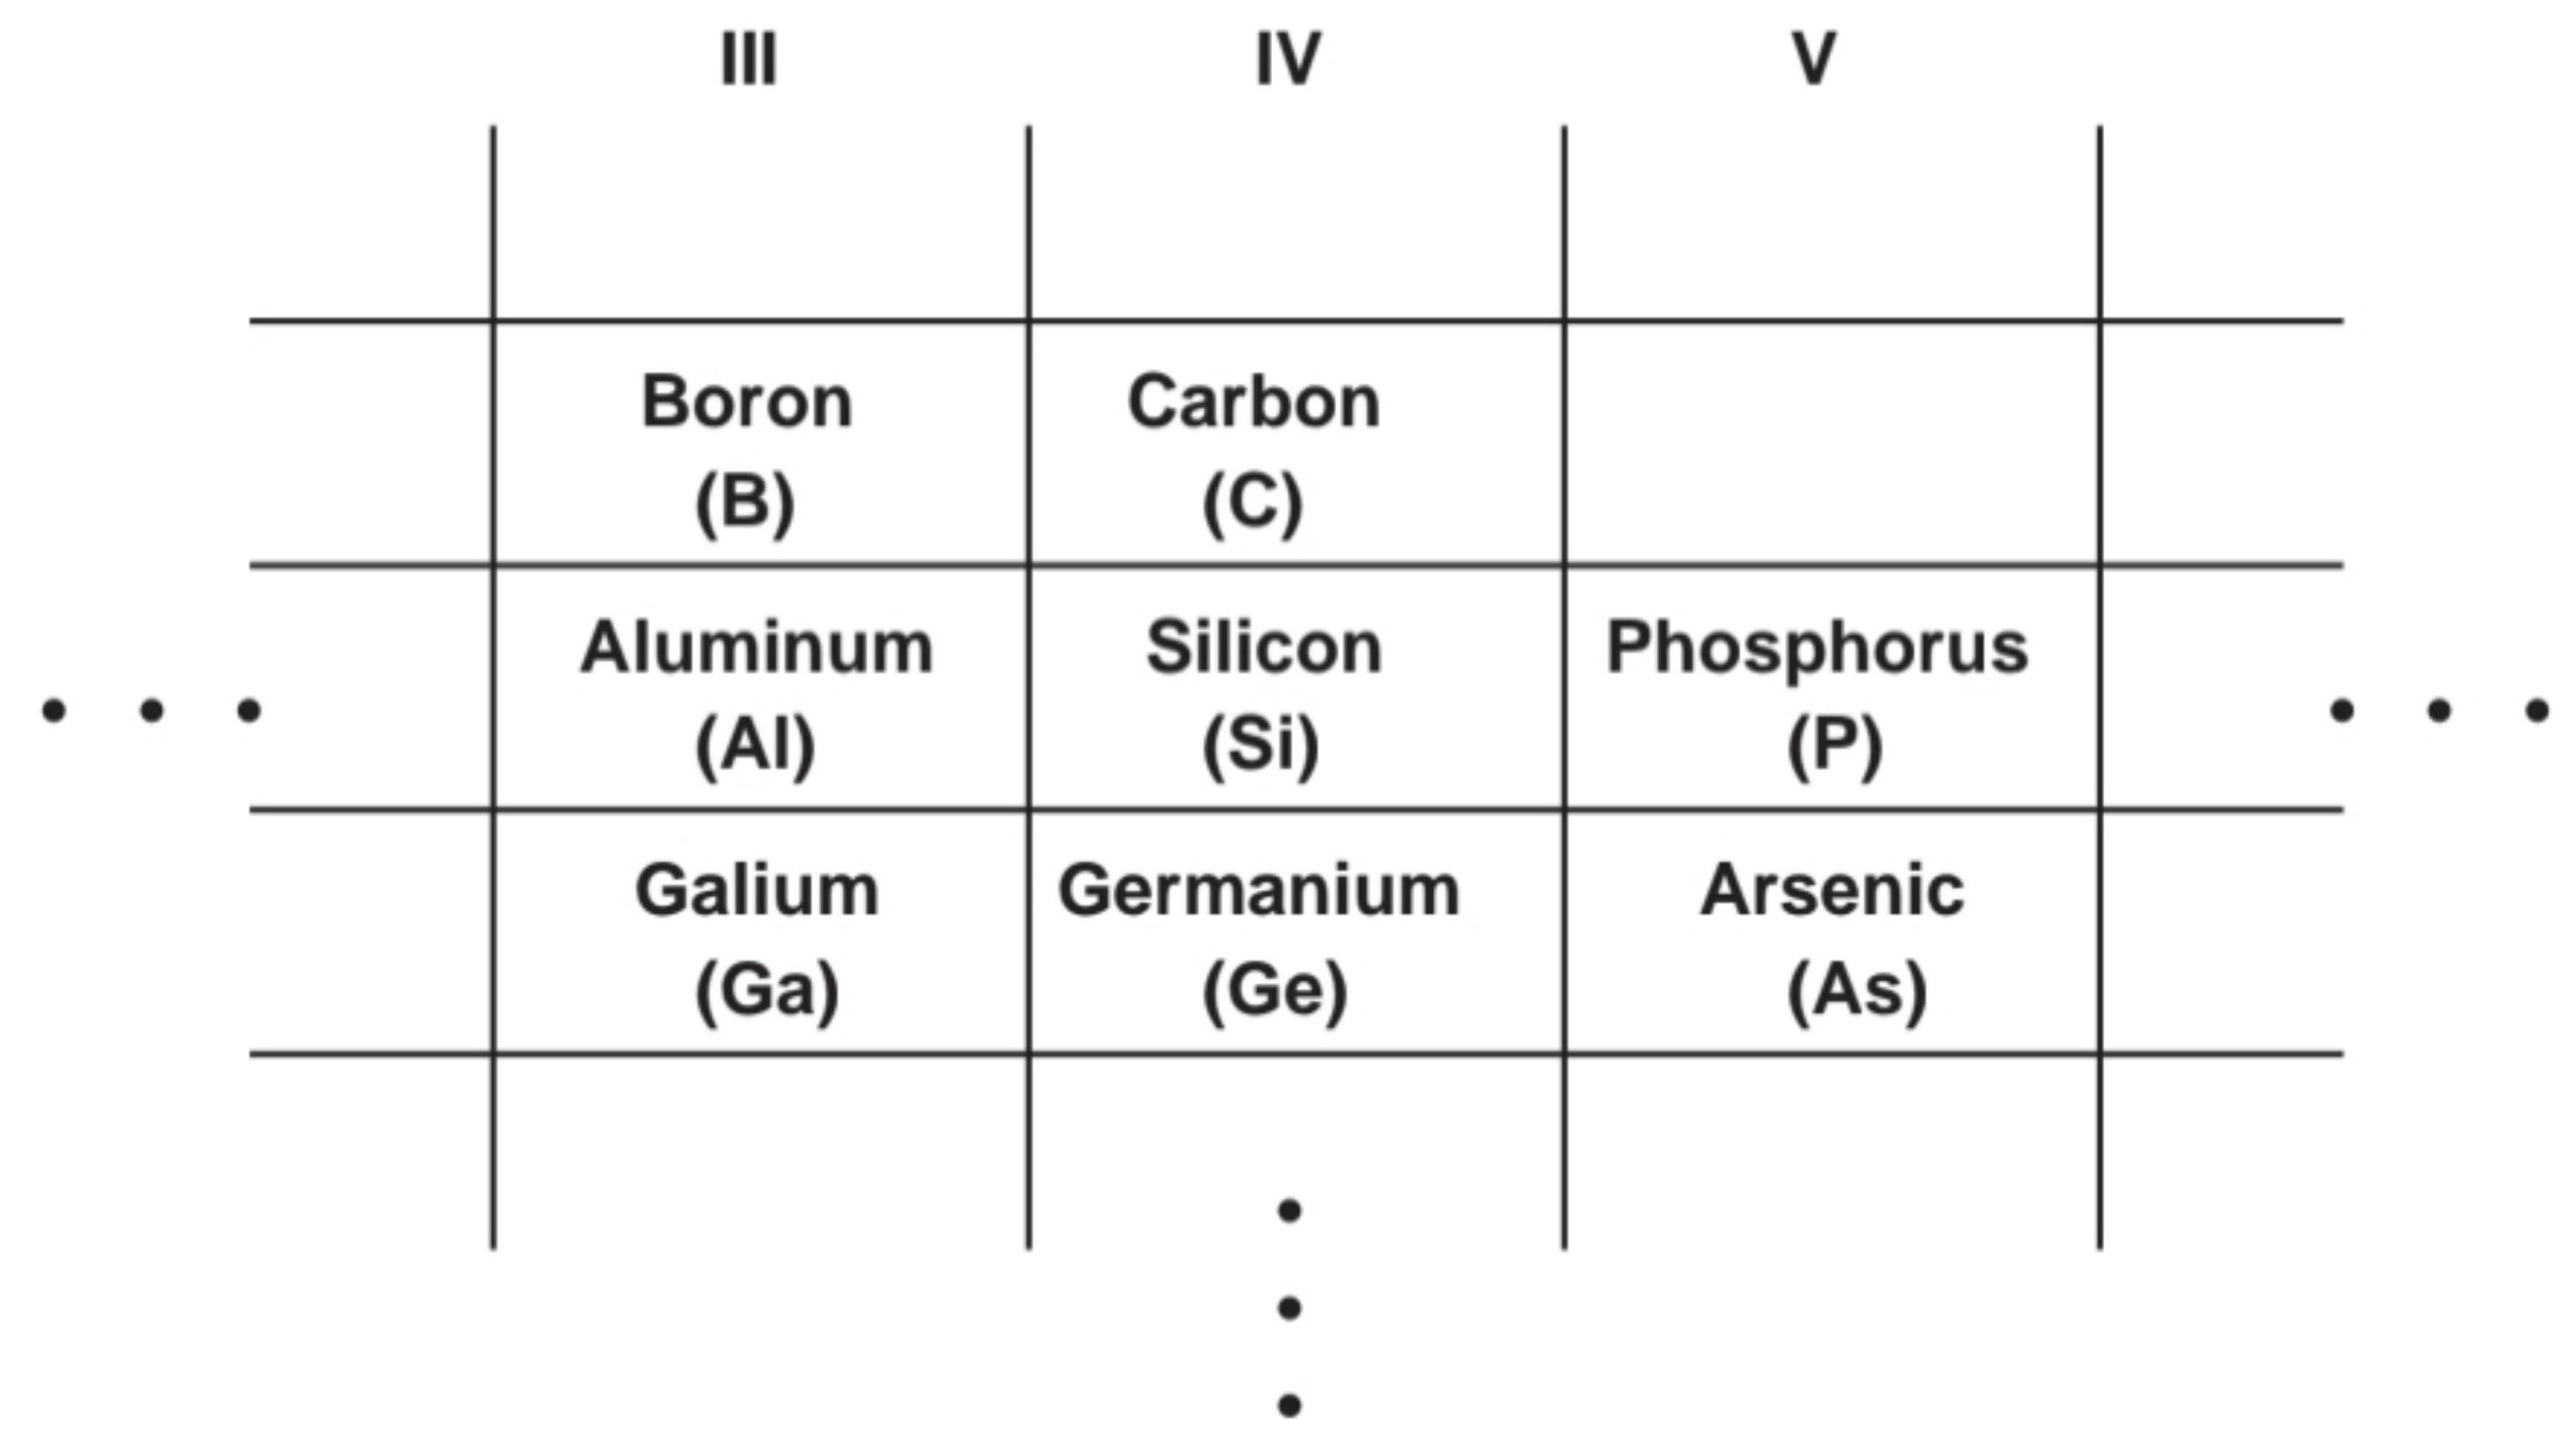 III IV V
Boron Carbon
(B) (C)
Aluminum Silicon Phosphorus
(Al) (Si) (P)
Galium Germanium Arsenic
(Ga) (Ge) (As)